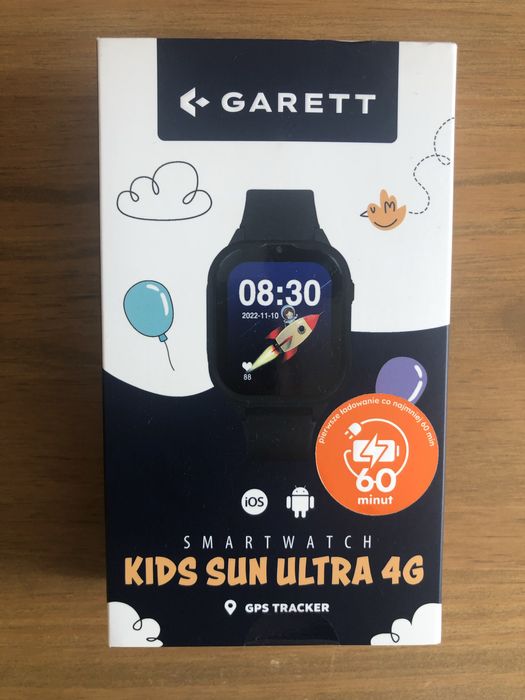 GARETT
UM
08:30
2022-11-10
88
pierwsze ładowanie co najmniej 60 min
60
minut
iOS
SMARTWATCH
KIDS SUN ULTRA 4G
GPS TRACKER